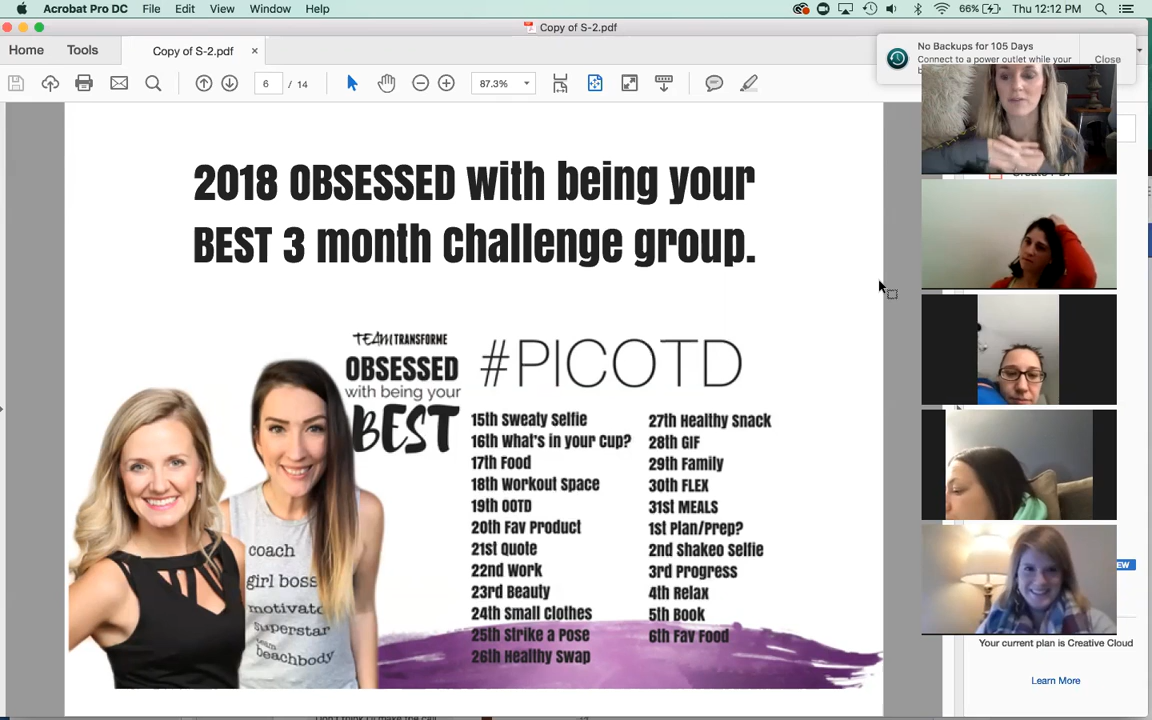 Acrobat Pro DC File Edit View Window Help 66% Thu 12:12 PM
Copy of S-2.pdf
Home Tools Copy of S-2.pdf ×
No Backups for 105 Days
Connect to a power outlet while your
Close
6 / 14 87.3%
2018 OBSESSED with being your
BEST 3 month Challenge group.
TEAM TRANSFORME
OBSESSED
with being your
BEST
#PICOTD
15th Sweaty Selfie
16th What's in your Cup?
17th Food
18th Workout Space
19th OOTD
20th Fav Product
21st Quote
22nd Work
23rd Beauty
24th Small Clothes
25th Strike a Pose
26th Healthy Swap
27th Healthy Snack
28th GIF
29th Family
30th FLEX
31st MEALS
1st Plan/Prep?
2nd Shakeo Selfie
3rd Progress
4th Relax
5th Book
6th Fav Food
coach
girl boss
motivato
superstar
team
beachbody
Your current plan is Creative Cloud
Learn More